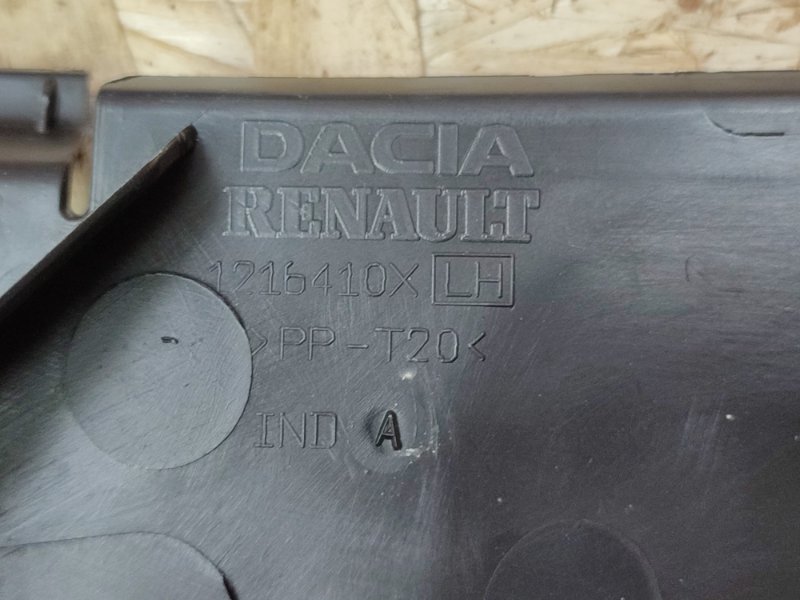 DACIA
RENAULT
1216410X LH
>PP-T20<
IND A